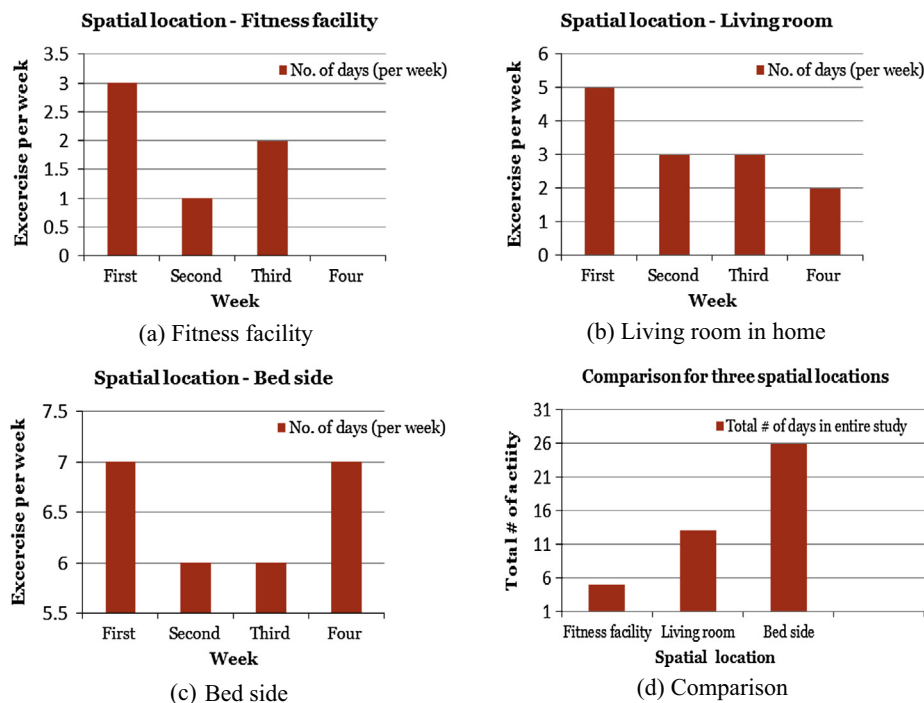 Spatial location - Fitness facility
3.5
3
2.5
2
1.5
1
0.5
0
Excercise per week
No. of days (per week)
First Second Third Four
Week
(a) Fitness facility
Spatial location - Living room
6
5
4
3
2
1
0
Excercise per week
No. of days (per week)
First Second Third Four
Week
(b) Living room in home
Spatial location - Bed side
7.5
7
6.5
6
5.5
Excercise per week
No. of days (per week)
First Second Third Four
Week
(c) Bed side
Comparison for three spatial locations
31
26
21
16
11
6
1
Total # of actiity
Total # of days in entire study
Fitness facility Living room Bed side
Spatial location
(d) Comparison